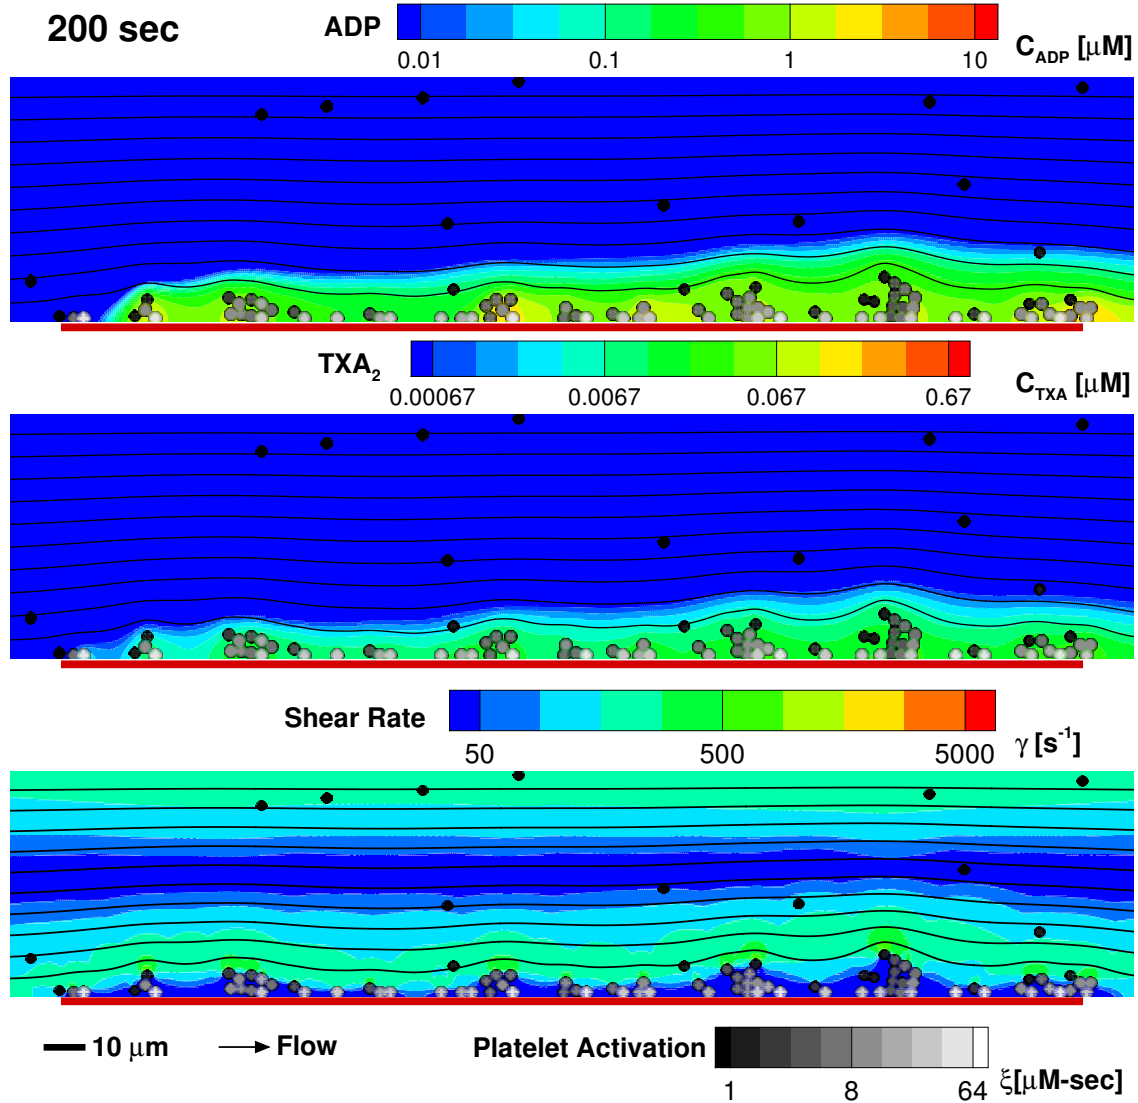 200 sec
ADP
C_ADP [μM]
0.01 0.1 1 10
TXA₂
C_TXA [μM]
0.00067 0.0067 0.067 0.67
Shear Rate
γ [s⁻¹]
50 500 5000
10 μm
Flow
Platelet Activation
ξ[μM-sec]
1 8 64